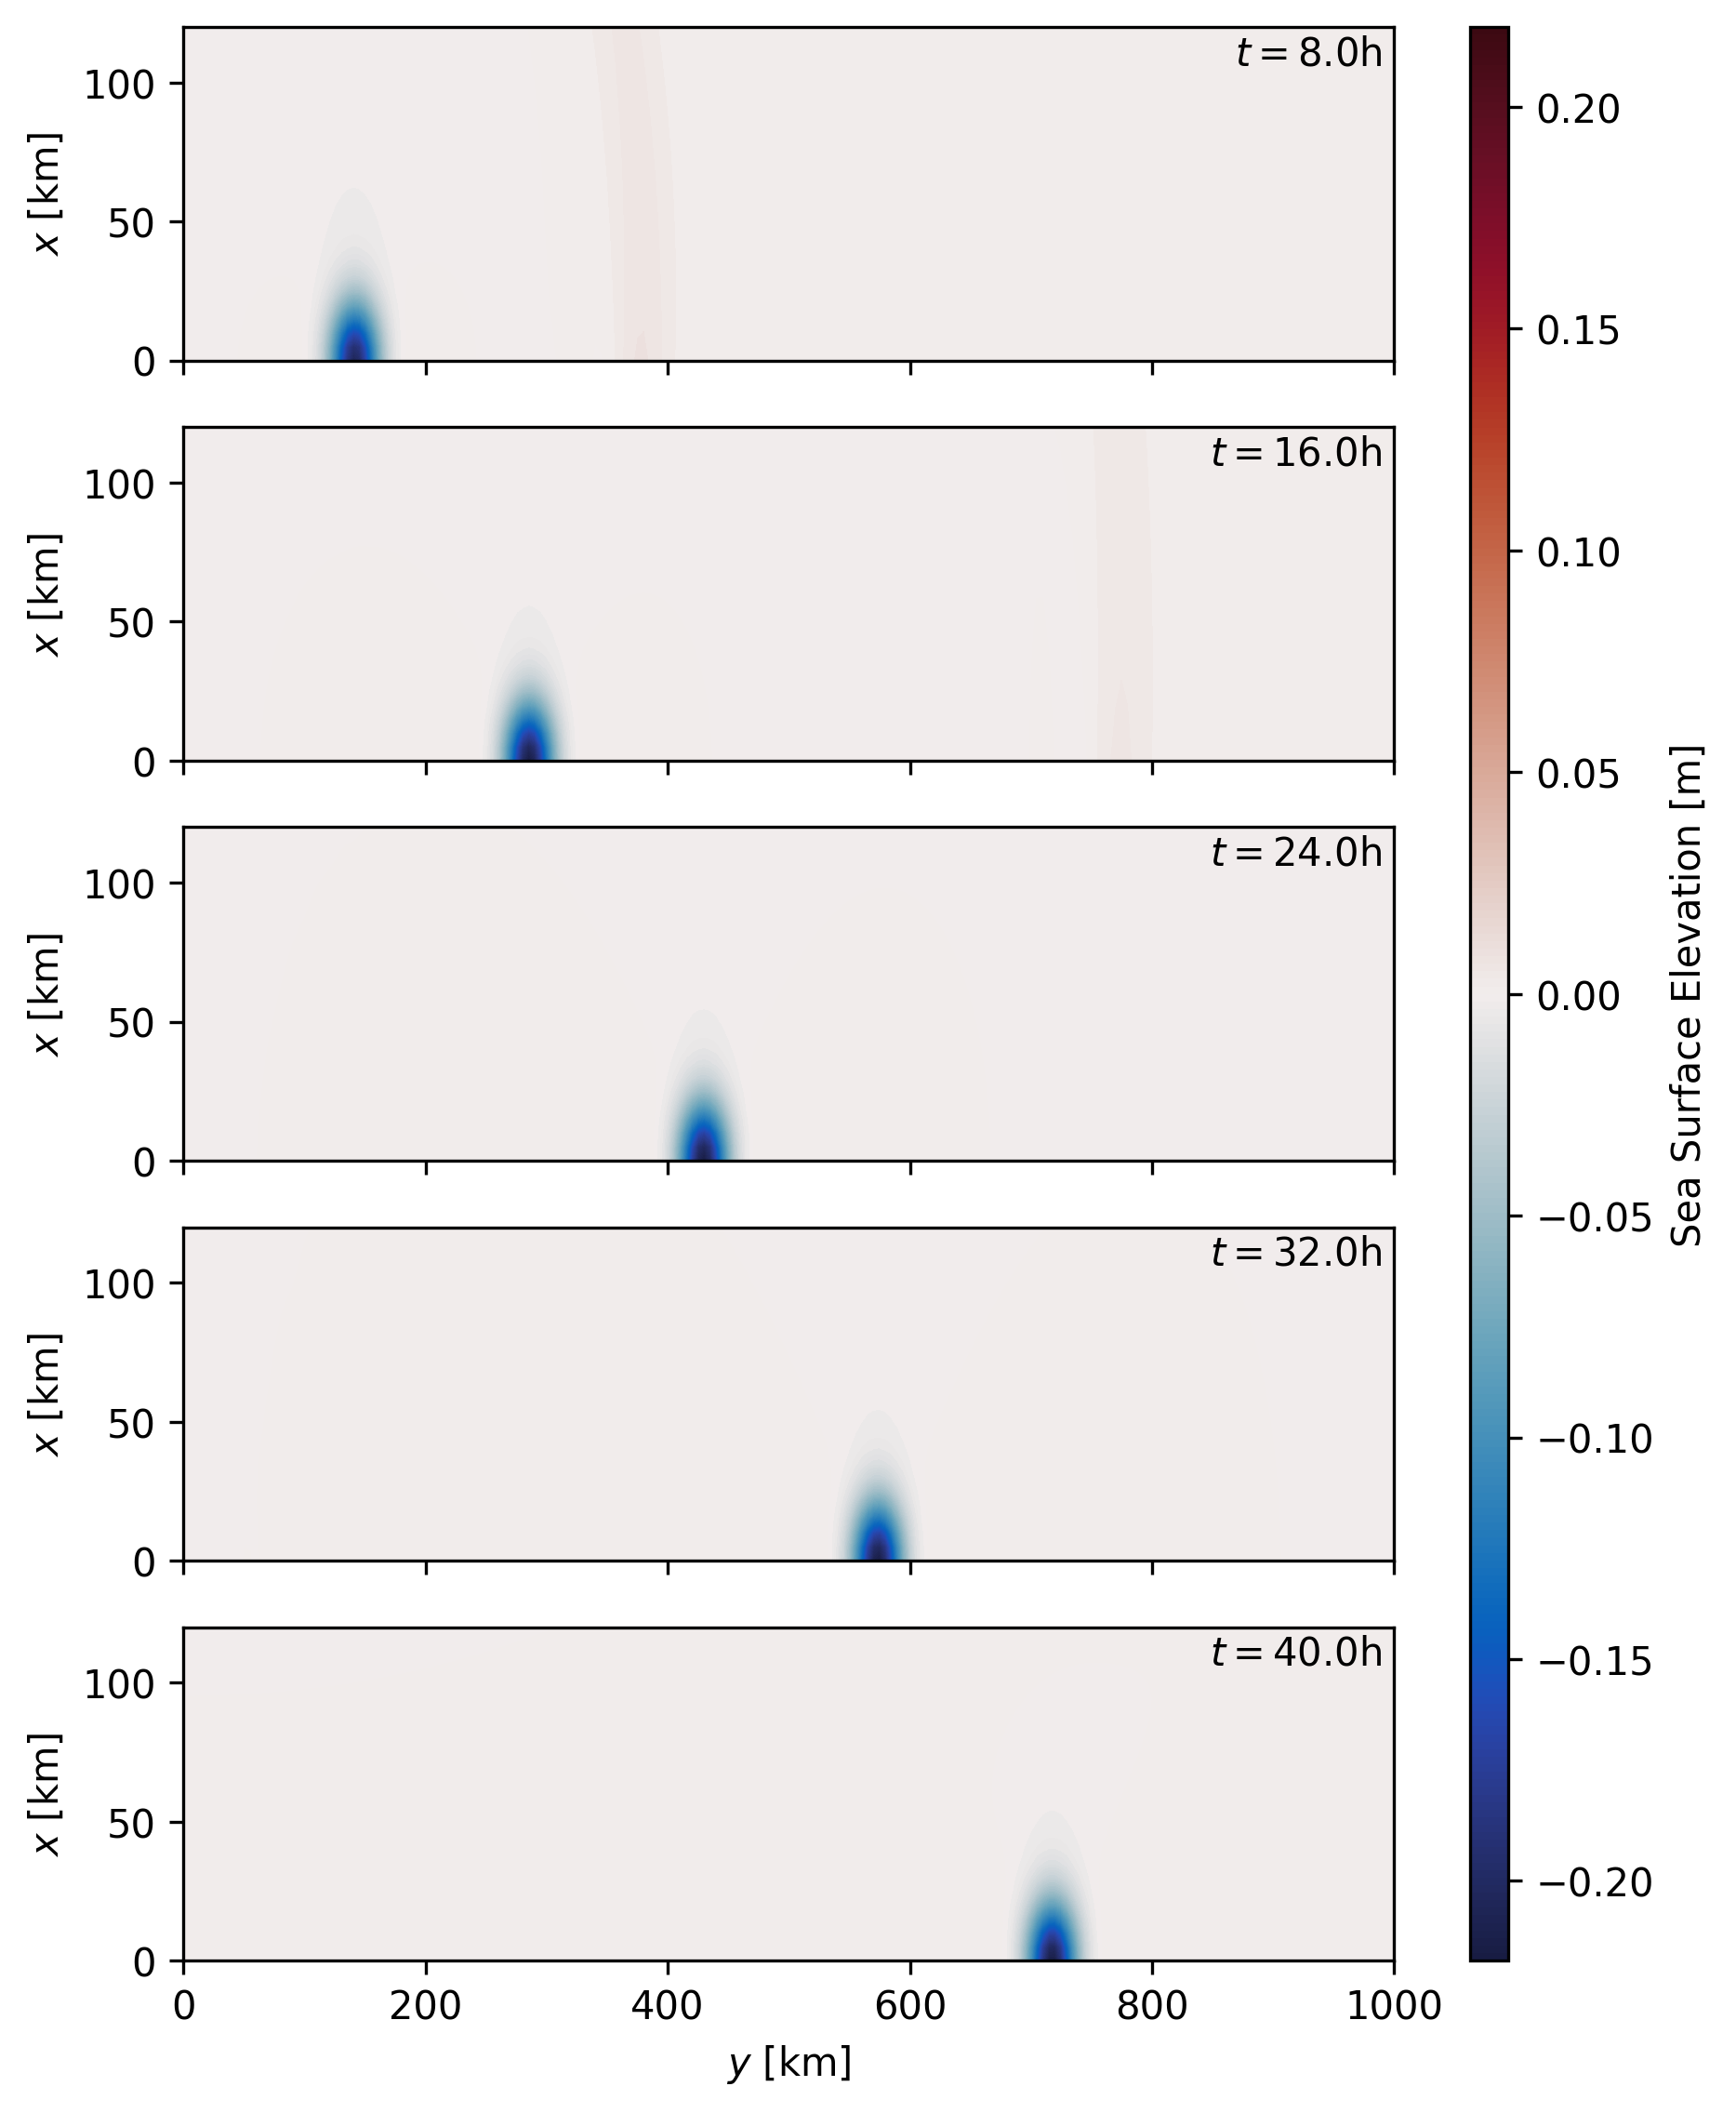 t = 8.0h
100
50
0
x [km]
t = 16.0h
100
50
0
x [km]
t = 24.0h
100
50
0
x [km]
t = 32.0h
100
50
0
x [km]
t = 40.0h
100
50
0
x [km]
0 200 400 600 800 1000
y [km]
0.20
0.15
0.10
0.05
0.00
−0.05
−0.10
−0.15
−0.20
Sea Surface Elevation [m]